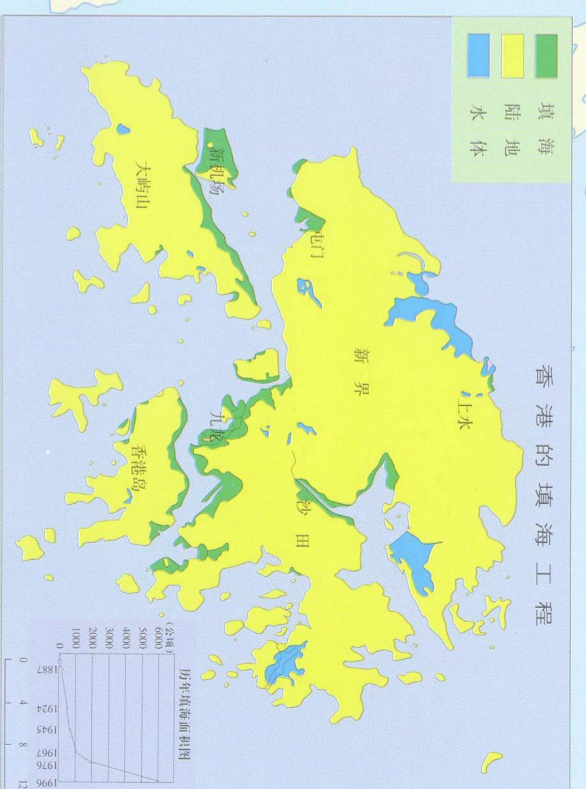 香港的填海工程
填海
陆地
水体
上水
新界
屯门
新机场
大屿山
沙田
九龙
香港岛
历年填海面积图
(公顷)
6000
5000
4000
3000
2000
1000
0
1887
1924
1945
1967
1976
1996
0 4 8 12